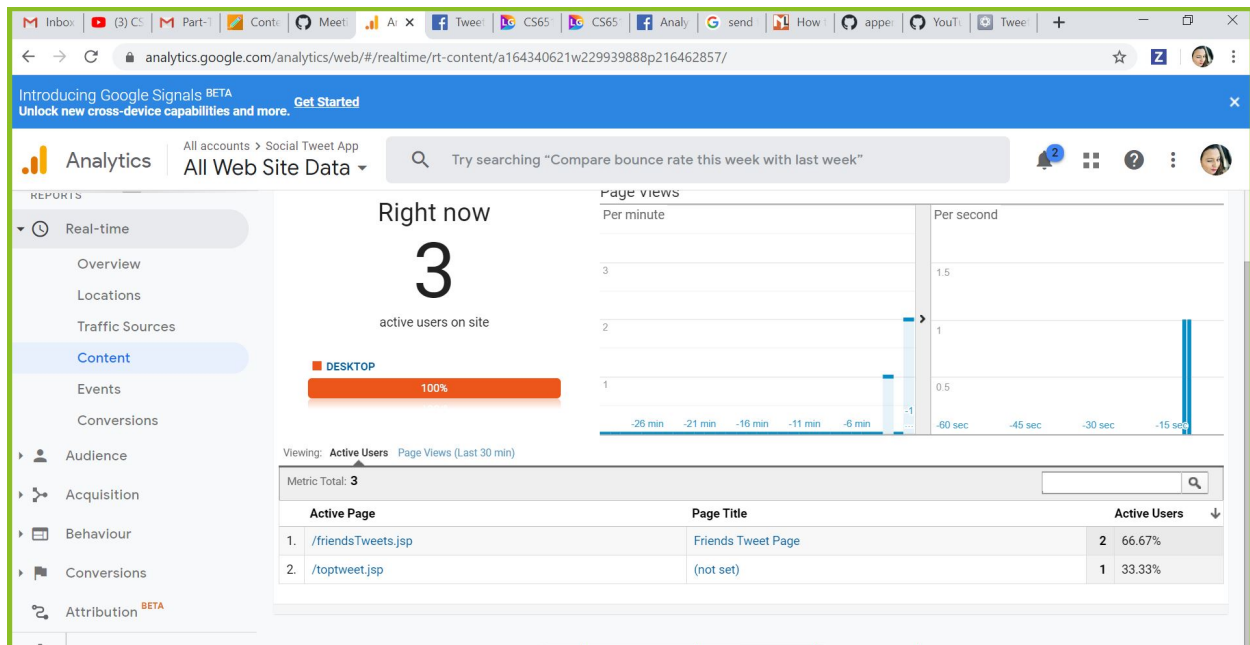 Inbo
(3) CS
Part-1
Conte
Meeti
Ar
Tweet
CS65
CS65
Analy
send
How
apper
YouTu
Tweet
analytics.google.com/analytics/web/#/realtime/rt-content/a164340621w229939888p216462857/
Introducing Google Signals BETA
Unlock new cross-device capabilities and more. Get Started
Analytics
All accounts > Social Tweet App
All Web Site Data
Try searching “Compare bounce rate this week with last week”
2
REPORTS
Real-time
Overview
Locations
Traffic Sources
Content
Events
Conversions
Audience
Acquisition
Behaviour
Conversions
Attribution BETA
Right now
3
active users on site
DESKTOP
100%
Page Views
Per minute
3
2
1
-26 min -21 min -16 min -11 min -6 min -1
Per second
1.5
1
0.5
-60 sec -45 sec -30 sec -15 sec
Viewing: Active Users Page Views (Last 30 min)
Metric Total: 3
Active Page Page Title Active Users
1. /friendsTweets.jsp Friends Tweet Page 2 66.67%
2. /toptweet.jsp (not set) 1 33.33%